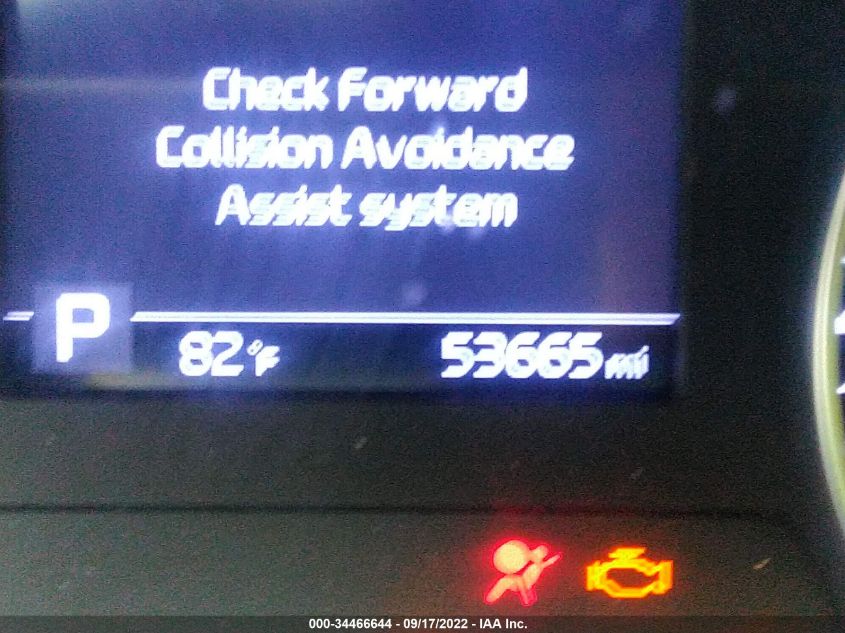 Check Forward
Collision Avoidance
Assist system
P
82°F 53665 mi
000-34466644 - 09/17/2022 - IAA Inc.